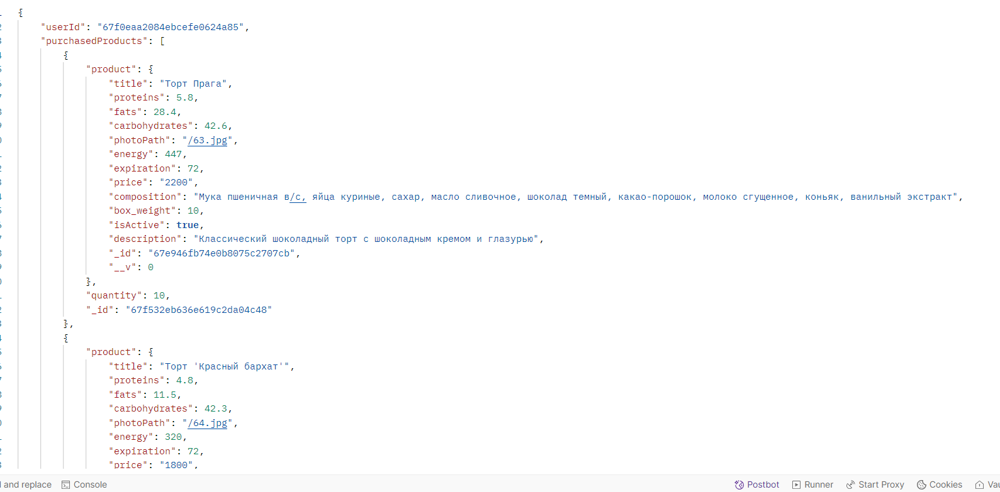 {
"userId": "67f0eaa2084ebcefe0624a85",
"purchasedProducts": [
{
"product": {
"title": "Торт Прага",
"proteins": 5.8,
"fats": 28.4,
"carbohydrates": 42.6,
"photoPath": "/63.jpg",
"energy": 447,
"expiration": 72,
"price": "2200",
"composition": "Мука пшеничная в/с, яйца куриные, сахар, масло сливочное, шоколад темный, какао-порошок, молоко сгущенное, коньяк, ванильный экстракт",
"box_weight": 10,
"isActive": true,
"description": "Классический шоколадный торт с шоколадным кремом и глазурью",
"_id": "67e946fb74e0b8075c2707cb",
"__v": 0
},
"quantity": 10,
"_id": "67f532eb636e619c2da04c48"
},
{
"product": {
"title": "Торт 'Красный бархат'",
"proteins": 4.8,
"fats": 11.5,
"carbohydrates": 42.3,
"photoPath": "/64.jpg",
"energy": 320,
"expiration": 72,
"price": "1800",
and replace Console Postbot Runner Start Proxy Cookies